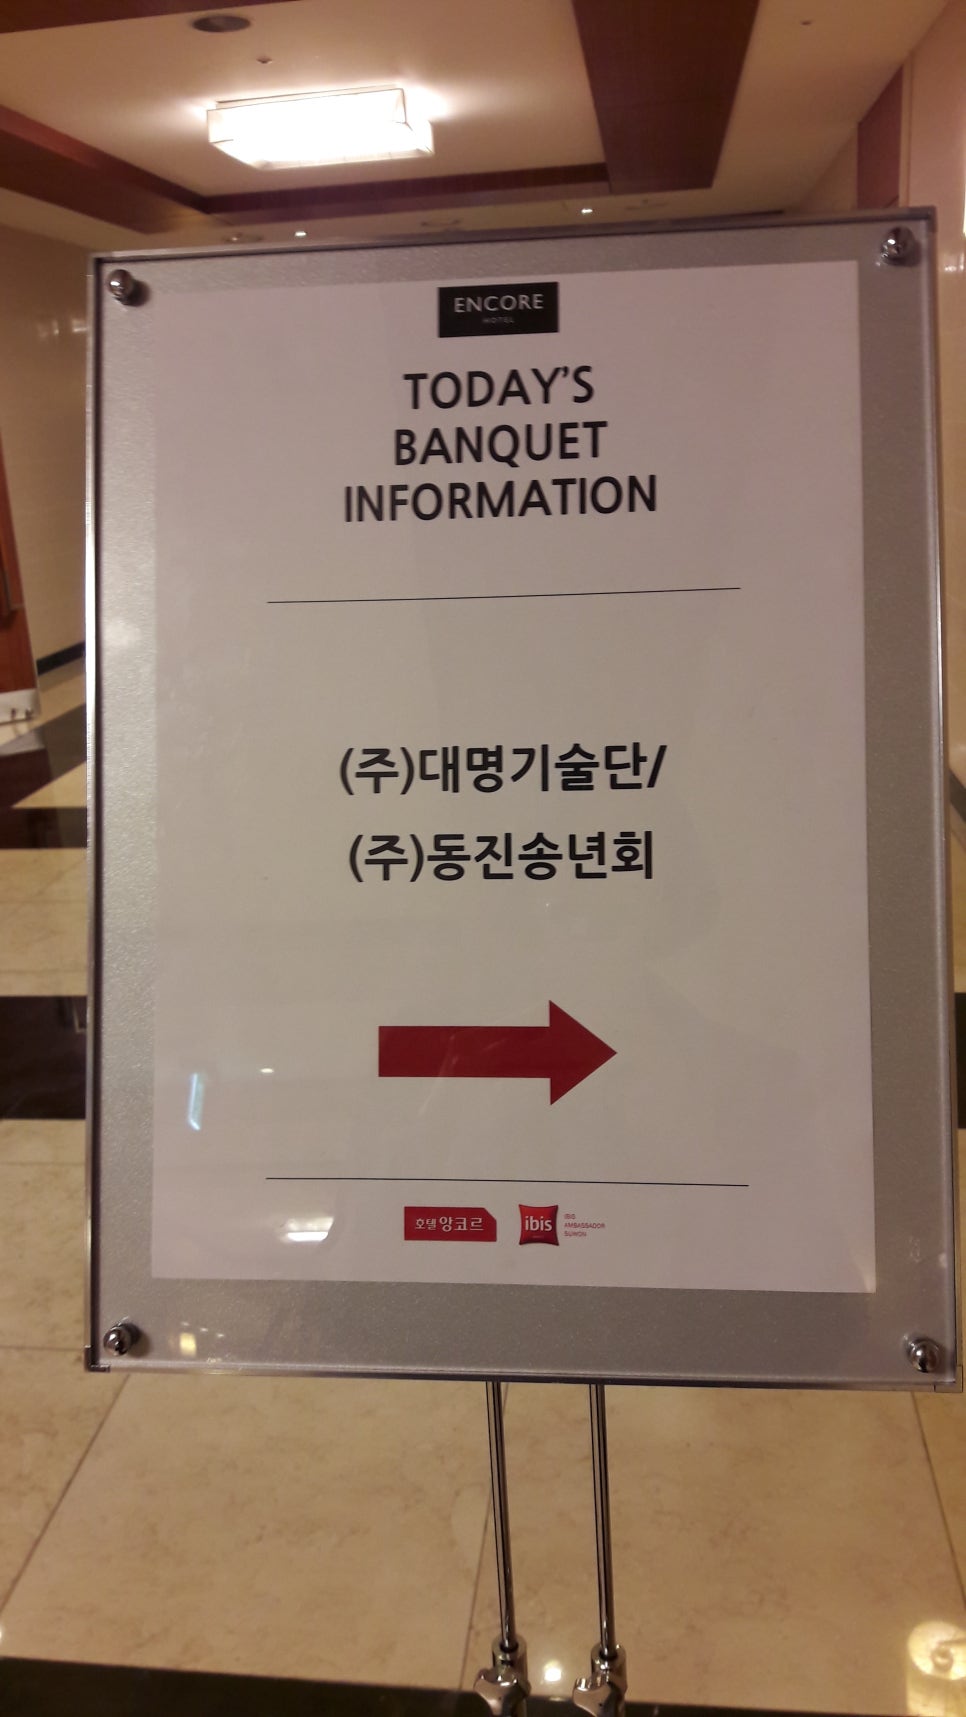 ENCORE
HOTEL
TODAY'S
BANQUET
INFORMATION
(주)대명기술단/
(주)동진송년회
호텔앙코르
ibis
IBIS
AMBASSADOR
SUWON